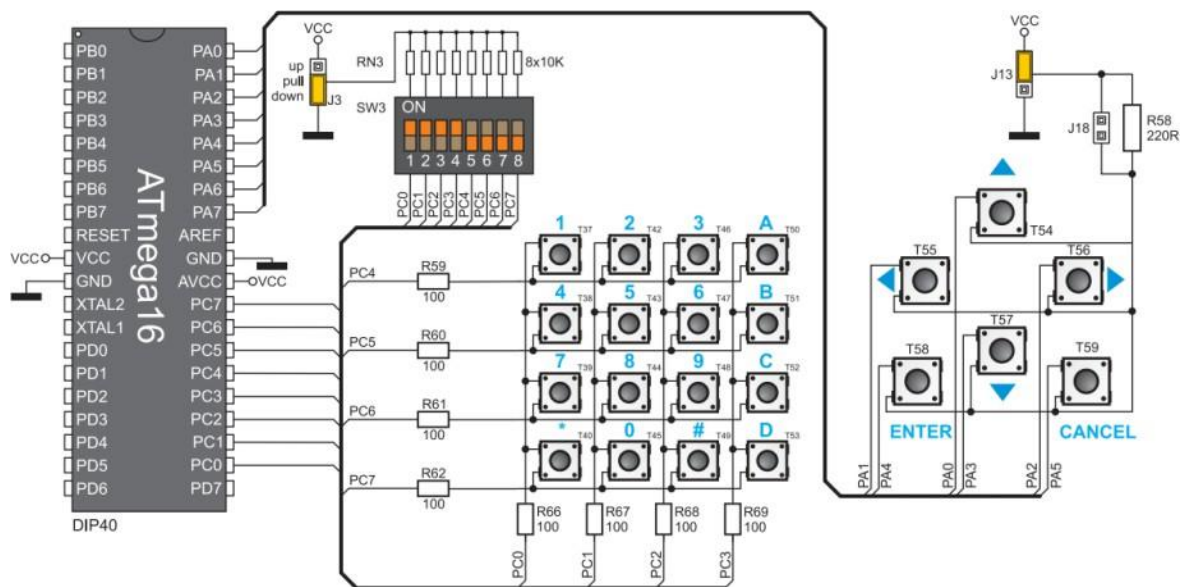 PB0
PB1
PB2
PB3
PB4
PB5
PB6
PB7
RESET
VCC
GND
XTAL2
XTAL1
PD0
PD1
PD2
PD3
PD4
PD5
PD6
ATmega16
PA0
PA1
PA2
PA3
PA4
PA5
PA6
PA7
AREF
GND
AVCC
PC7
PC6
PC5
PC4
PC3
PC2
PC1
PC0
PD7
VCC
VCC
DIP40
VCC
up
pull
down
J3
RN3
8x10K
SW3
ON
1 2 3 4 5 6 7 8
PC0
PC1
PC2
PC3
PC4
PC5
PC6
PC7
1 T37
2 T42
3 T46
A T50
PC4
R59
100
4 T38
5 T43
6 T47
B T51
PC5
R60
100
7 T39
8 T44
9 T48
C T52
PC6
R61
100
* T40
0 T45
# T49
D T53
PC7
R62
100
R66
100
R67
100
R68
100
R69
100
PC0
PC1
PC2
PC3
VCC
J13
J18
R58
220R
T54
T55
T56
T57
T58
T59
ENTER
CANCEL
PA1
PA4
PA0
PA3
PA2
PA5